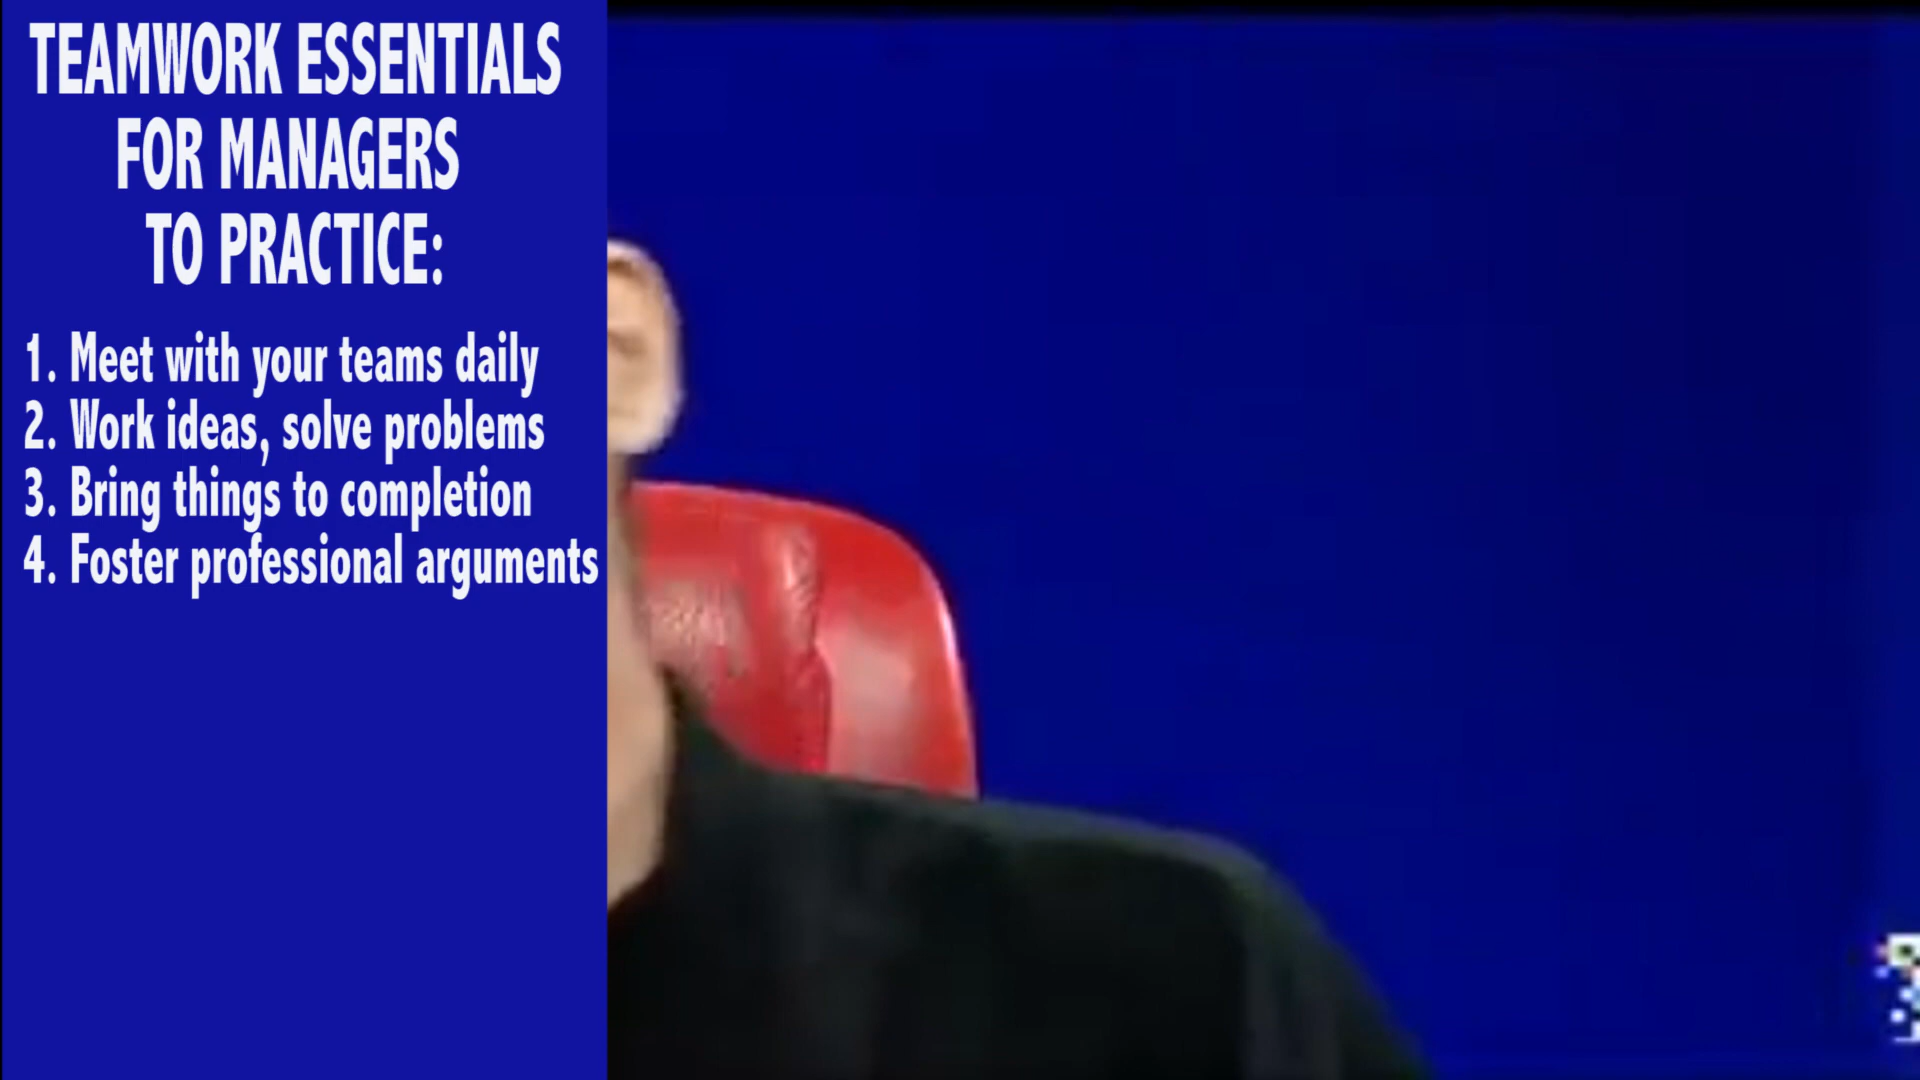 TEAMWORK ESSENTIALS
FOR MANAGERS
TO PRACTICE:
1. Meet with your teams daily
2. Work ideas, solve problems
3. Bring things to completion
4. Foster professional arguments